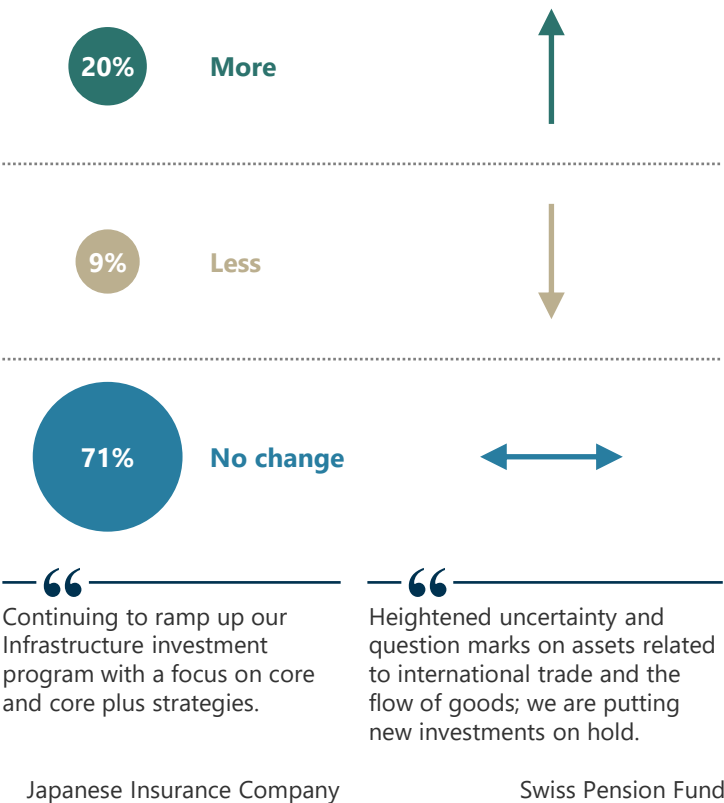 20% More
9% Less
71% No change
“
Continuing to ramp up our
Infrastructure investment
program with a focus on core
and core plus strategies.
Japanese Insurance Company
“
Heightened uncertainty and
question marks on assets related
to international trade and the
flow of goods; we are putting
new investments on hold.
Swiss Pension Fund